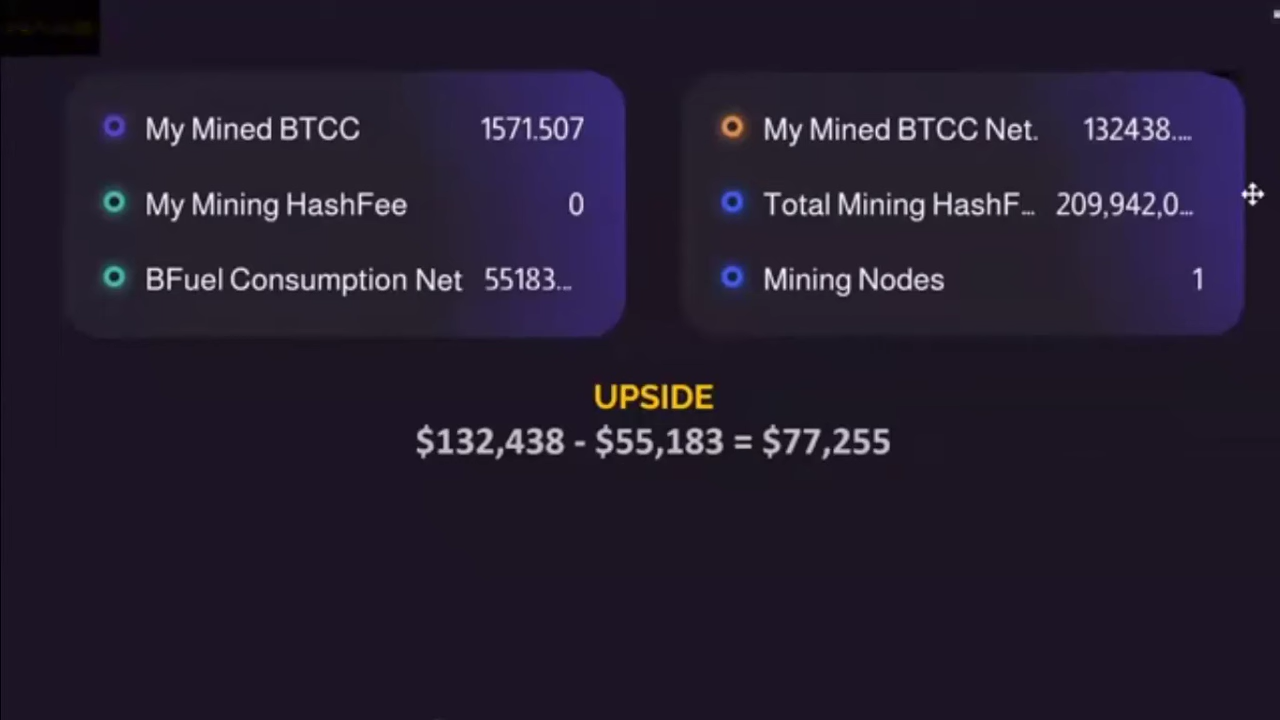 My Mined BTCC 1571.507
My Mining HashFee 0
BFuel Consumption Net 55183...
My Mined BTCC Net. 132438....
Total Mining HashF... 209,942,0...
Mining Nodes 1
UPSIDE
$132,438 - $55,183 = $77,255